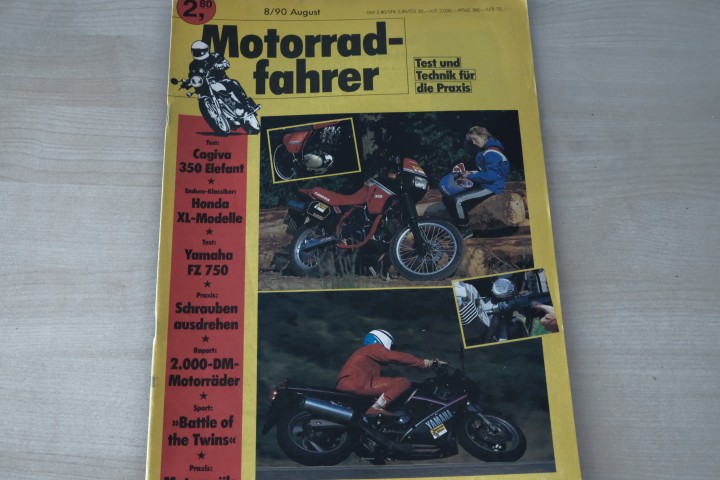 2,80
8/90 August
Motorrad-
fahrer
Test und
Technik für
die Praxis
Test:
Cagiva
350 Elefant
Enduro-Klassiker:
Honda
XL-Modelle
Test:
Yamaha
FZ 750
Praxis:
Schrauben
ausdrehen
Report:
2.000-DM-
Motorräder
Sport:
»Battle of
the Twins«
Praxis:
YAMAHA